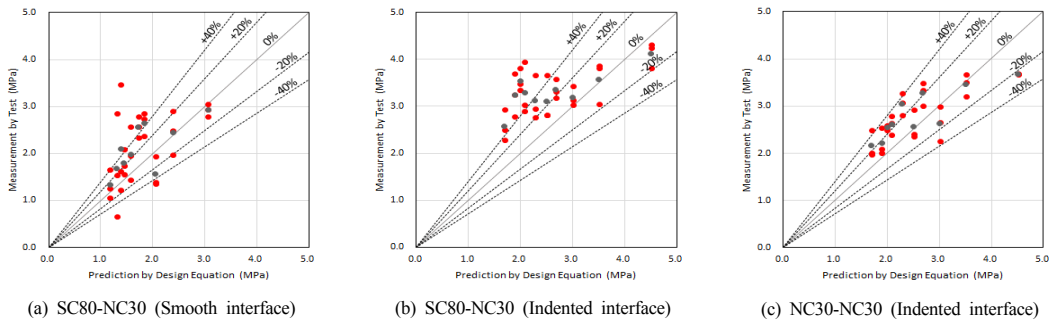 5.0
4.0
3.0
2.0
1.0
0.0
Measurement by Test (MPa)
+40%
+20%
0%
-20%
-40%
0.0 1.0 2.0 3.0 4.0 5.0
Prediction by Design Equation (MPa)
(a) SC80-NC30 (Smooth interface)
5.0
4.0
3.0
2.0
1.0
0.0
Measurement by Test (MPa)
+40%
+20%
0%
-20%
-40%
0.0 1.0 2.0 3.0 4.0 5.0
Prediction by Design Equation (MPa)
(b) SC80-NC30 (Indented interface)
5.0
4.0
3.0
2.0
1.0
0.0
Measurement by Test (MPa)
+40%
+20%
0%
-20%
-40%
0.0 1.0 2.0 3.0 4.0 5.0
Prediction by Design Equation (MPa)
(c) NC30-NC30 (Indented interface)